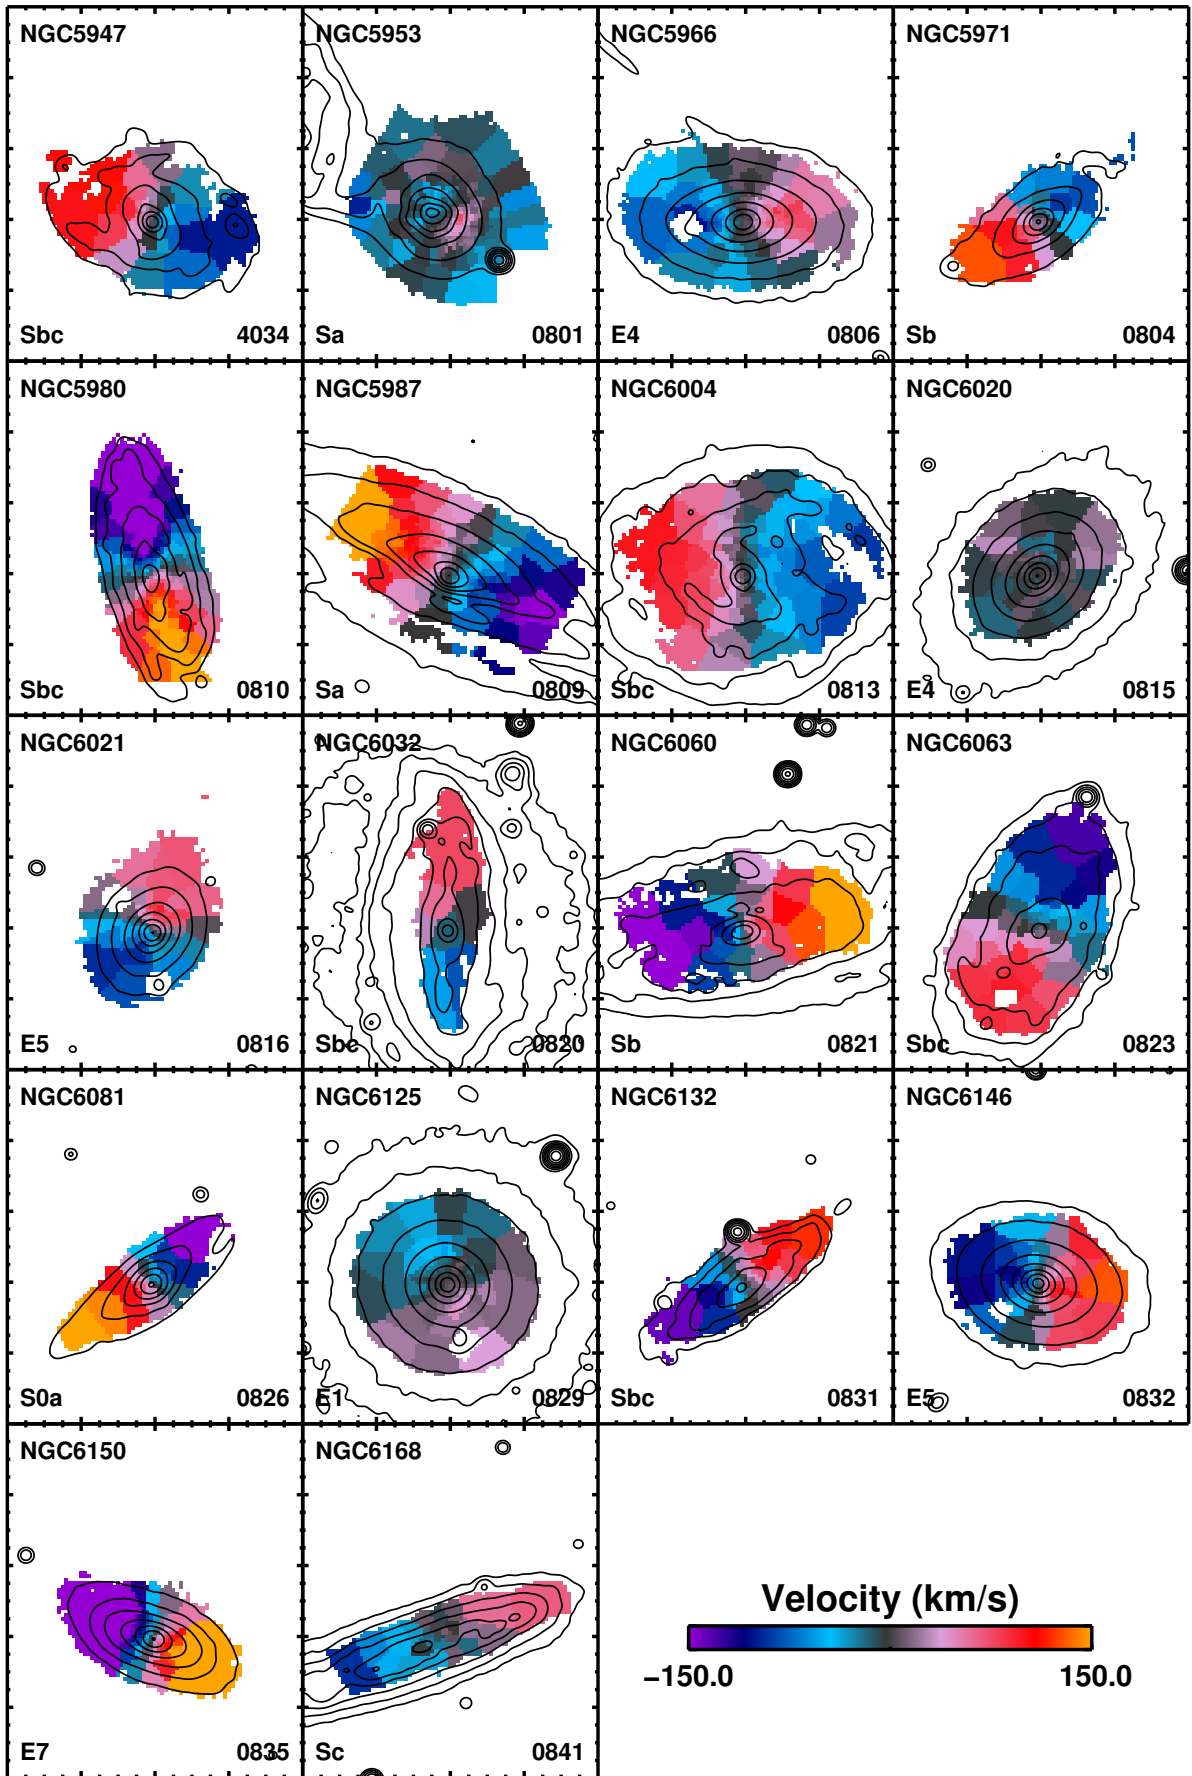 NGC5947 NGC5953 NGC5966 NGC5971
Sbc 4034 Sa 0801 E4 0806 Sb 0804
NGC5980 NGC5987 NGC6004 NGC6020
Sbc 0810 Sa 0809 Sbc 0813 E4 0815
NGC6021 NGC6032 NGC6060 NGC6063
E5 0816 Sbc 0820 Sb 0821 Sbc 0823
NGC6081 NGC6125 NGC6132 NGC6146
S0a 0826 E1 0829 Sbc 0831 E5 0832
NGC6150 NGC6168
Velocity (km/s)
−150.0 150.0
E7 0835 Sc 0841